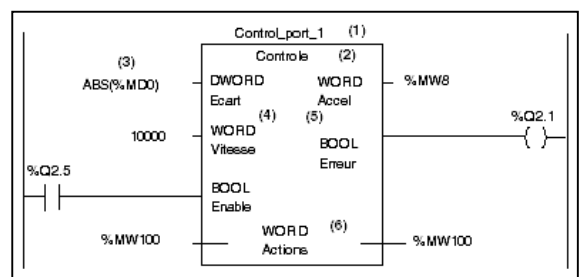 Control_port_1 (1)
Controle (2)
(3)
ABS(%MD0)
DWORD WORD
%MW8
Ecart Accel
(4) (5)
10000
WORD
Vitesse
BOOL
Erreur
%Q2.1
%Q2.5
BOOL
Enable
%MW100
WORD (6)
Actions
%MW100